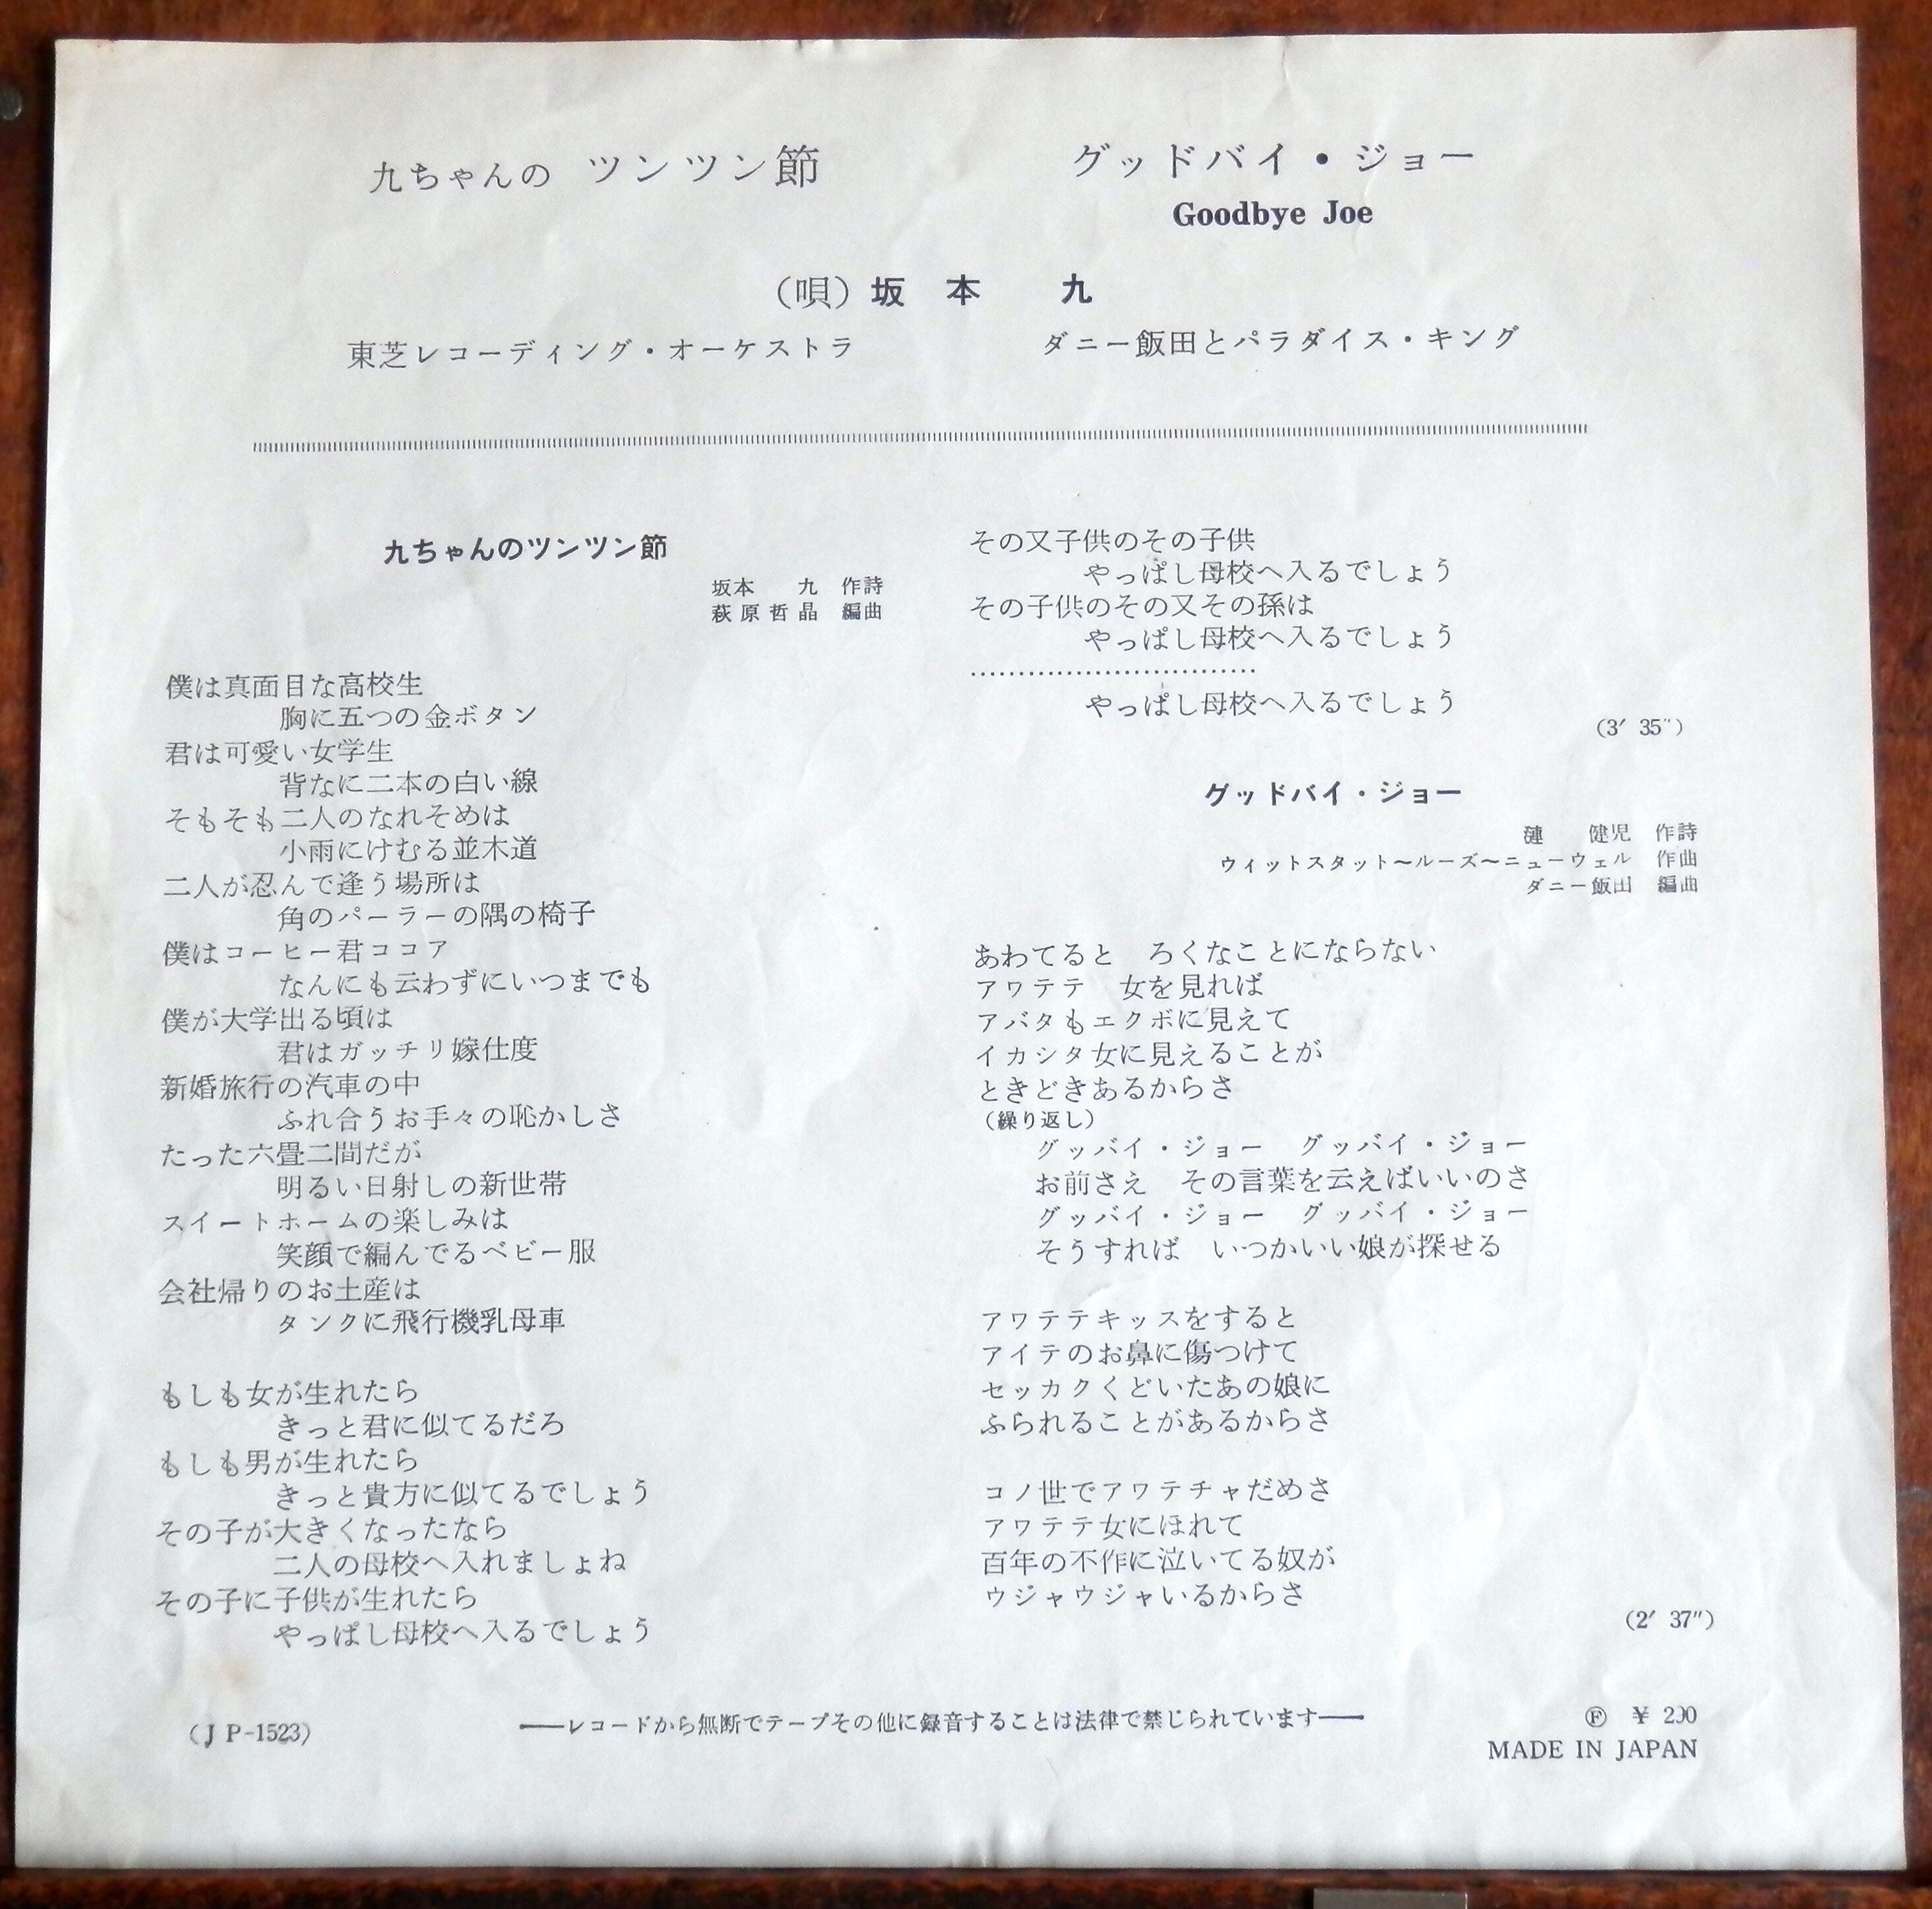 九ちゃんの ツンツン節
グッドバイ・ジョー
Goodbye Joe
(唄) 坂本 九
東芝レコーディング・オーケストラ
ダニー飯田とパラダイス・キング
九ちゃんのツンツン節
坂本 九 作詩
萩原哲晶 編曲
僕は真面目な高校生
胸に五つの金ボタン
君は可愛い女学生
背なに二本の白い線
そもそも二人のなれそめは
小雨にけむる並木道
二人が忍んで逢う場所は
角のパーラーの隅の椅子
僕はコーヒー君ココア
なんにも云わずにいつまでも
僕が大学出る頃は
君はガッチリ嫁仕度
新婚旅行の汽車の中
ふれ合うお手々の恥かしさ
たった六畳二間だが
明るい日射しの新世帯
スイートホームの楽しみは
笑顔で編んでるベビー服
会社帰りのお土産は
タンクに飛行機乳母車
もしも女が生れたら
きっと君に似てるだろ
もしも男が生れたら
きっと貴方に似てるでしょう
その子が大きくなったなら
二人の母校へ入れましょね
その子に子供が生れたら
やっぱし母校へ入るでしょう
その又子供のその子供
やっぱし母校へ入るでしょう
その子供のその又その孫は
やっぱし母校へ入るでしょう
…………………………
やっぱし母校へ入るでしょう
(3′ 35″)
グッドバイ・ジョー
漣 健児 作詩
ウィットスタット〜ルーズ〜ニューウェル 作曲
ダニー飯田 編曲
あわてると ろくなことにならない
アワテテ 女を見れば
アバタもエクボに見えて
イカシタ女に見えることが
ときどきあるからさ
(繰り返し)
グッバイ・ジョー グッバイ・ジョー
お前さえ その言葉を云えばいいのさ
グッバイ・ジョー グッバイ・ジョー
そうすれば いつかいい娘が探せる
アワテテキッスをすると
アイテのお鼻に傷つけて
セッカクくどいたあの娘に
ふられることがあるからさ
コノ世でアワテチャだめさ
アワテテ女にほれて
百年の不作に泣いてる奴が
ウジャウジャいるからさ
(2′ 37″)
(JP-1523)
──レコードから無断でテープその他に録音することは法律で禁じられています──
Ⓕ ¥ 290
MADE IN JAPAN